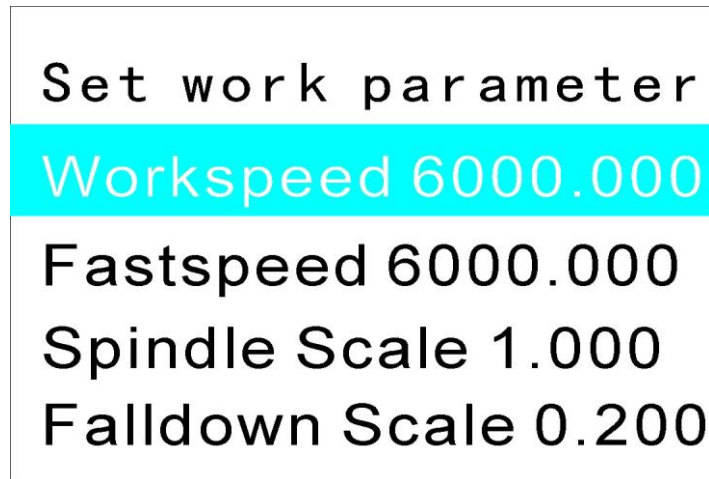 Set work parameter
Workspeed 6000.000
Fastspeed 6000.000
Spindle Scale 1.000
Falldown Scale 0.200